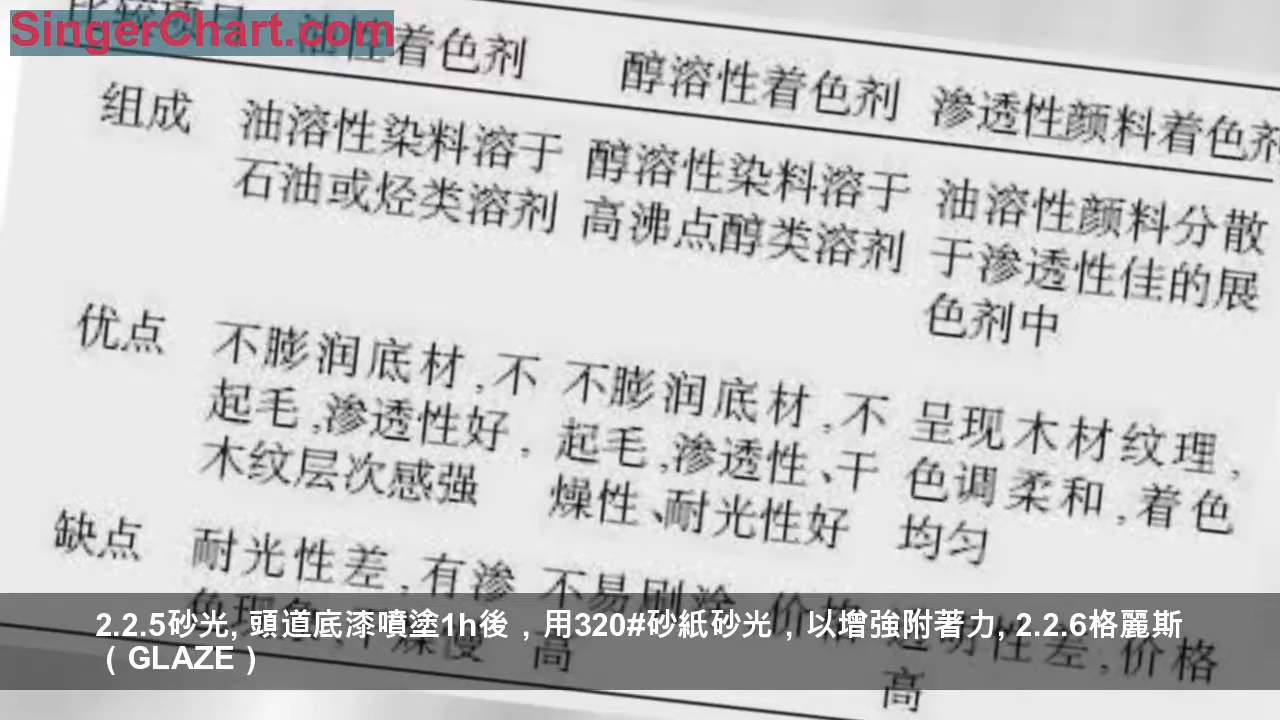 SingerChart.com
油性着色剂 醇溶性着色剂 渗透性颜料着色剂
组成 油溶性染料溶于 醇溶性染料溶于 油溶性颜料分散
石油或烃类溶剂 高沸点醇类溶剂 于渗透性佳的展
色剂中
优点 不膨润底材,不 不膨润底材,不 呈现木材纹理,
起毛,渗透性好, 起毛,渗透性、干 色调柔和,着色
木纹层次感强 燥性、耐光性好 均匀
缺点 耐光性差,有渗 不易刷涂,价格 透明性差,价格
高 高
2.2.5砂光, 頭道底漆噴塗1h後，用320#砂紙砂光，以增強附著力, 2.2.6格麗斯
（GLAZE）